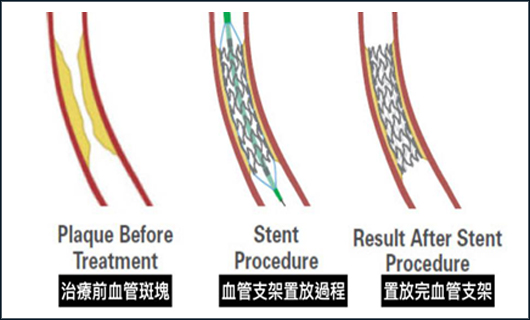 Plaque Before
Treatment
治療前血管斑塊
Stent
Procedure
血管支架置放過程
Result After Stent
Procedure
置放完血管支架